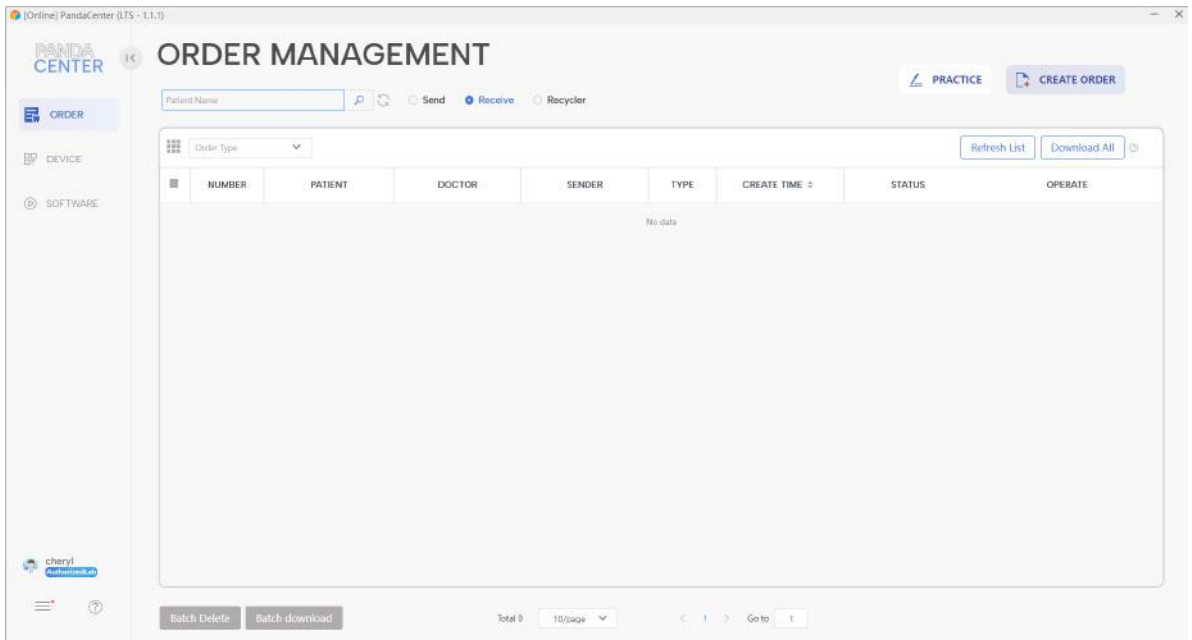 [Online] PandaCenter (LTS - 1.1.1)
PANDA
CENTER
ORDER MANAGEMENT
PRACTICE
CREATE ORDER
Patient Name
Send
Receive
Recycler
ORDER
DEVICE
SOFTWARE
Order Type
Refresh List
Download All
NUMBER
PATIENT
DOCTOR
SENDER
TYPE
CREATE TIME
STATUS
OPERATE
No data
cheryl
AuthorizedLab
Batch Delete
Batch download
Total 0
10/page
1
Go to
1